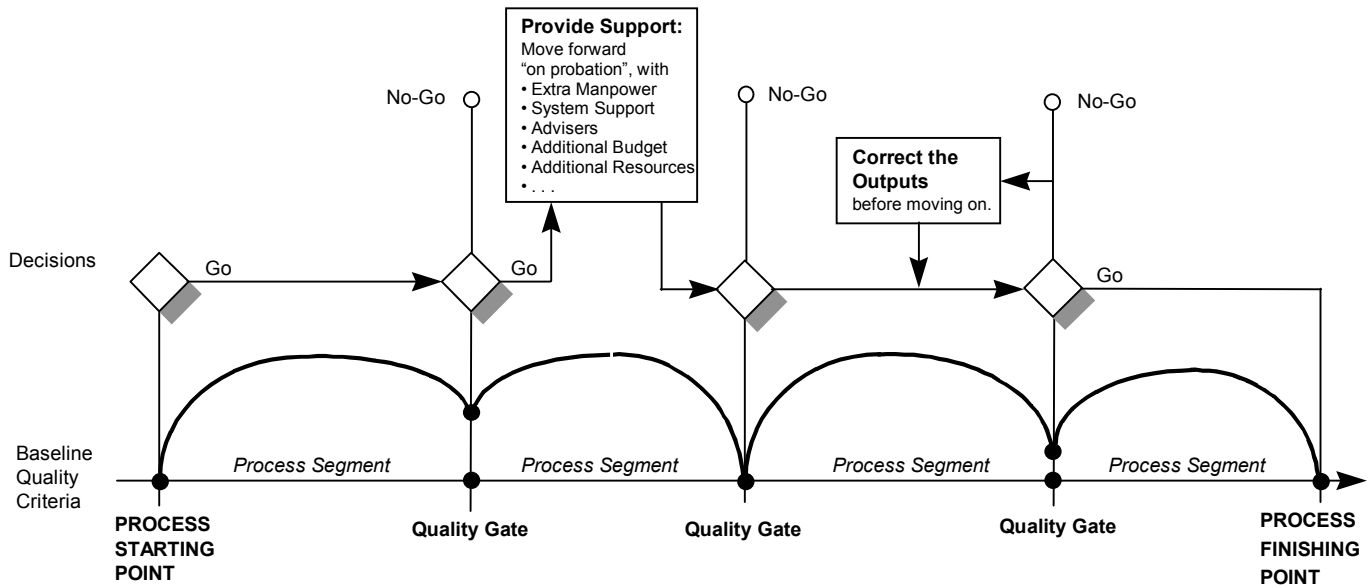 Provide Support:
Move forward
“on probation”, with
• Extra Manpower
• System Support
• Advisers
• Additional Budget
• Additional Resources
• . . .
No-Go
No-Go
No-Go
Correct the
Outputs
before moving on.
Decisions
Go
Go
Go
Baseline
Quality
Criteria
Process Segment
Process Segment
Process Segment
Process Segment
PROCESS
STARTING
POINT
Quality Gate
Quality Gate
Quality Gate
PROCESS
FINISHING
POINT